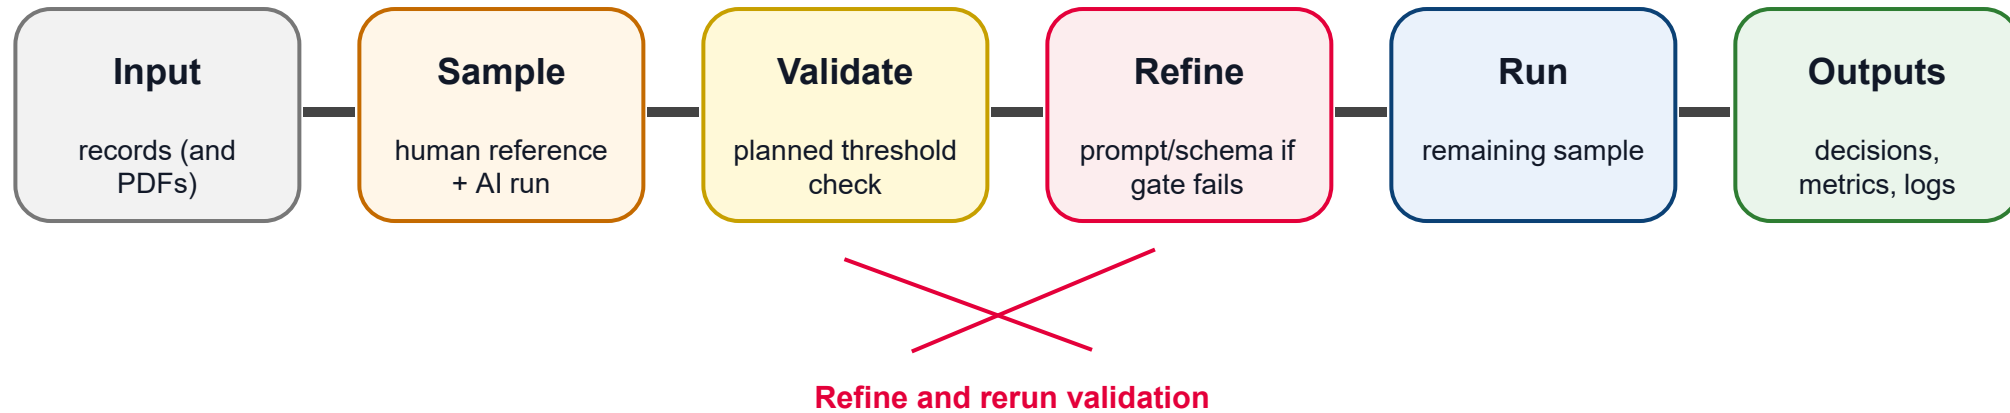 Input
records (and
PDFs)
Sample
human reference
+ AI run
Validate
planned threshold
check
Refine
prompt/schema if
gate fails
Run
remaining sample
Outputs
decisions,
metrics, logs
Refine and rerun validation